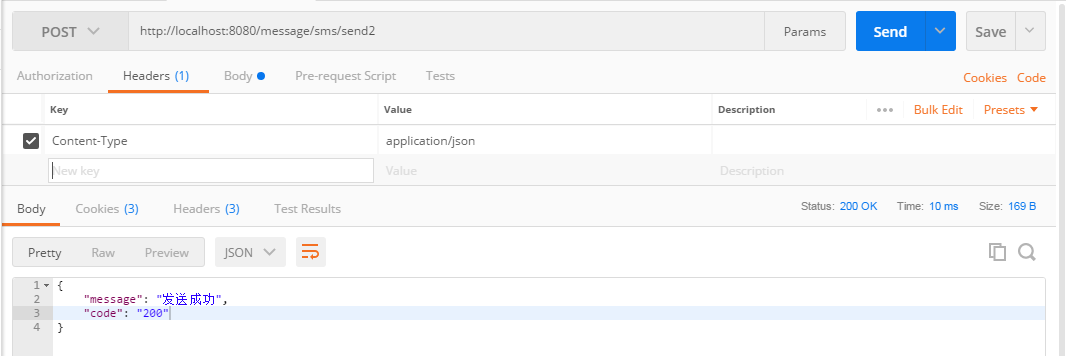 POST http://localhost:8080/message/sms/send2 Params Send Save
Authorization Headers (1) Body Pre-request Script Tests Cookies Code
Key Value Description ••• Bulk Edit Presets
Content-Type application/json
New key Value Description
Body Cookies (3) Headers (3) Test Results Status: 200 OK Time: 10 ms Size: 169 B
Pretty Raw Preview JSON
1 {
2 "message": "发送成功",
3 "code": "200"
4 }